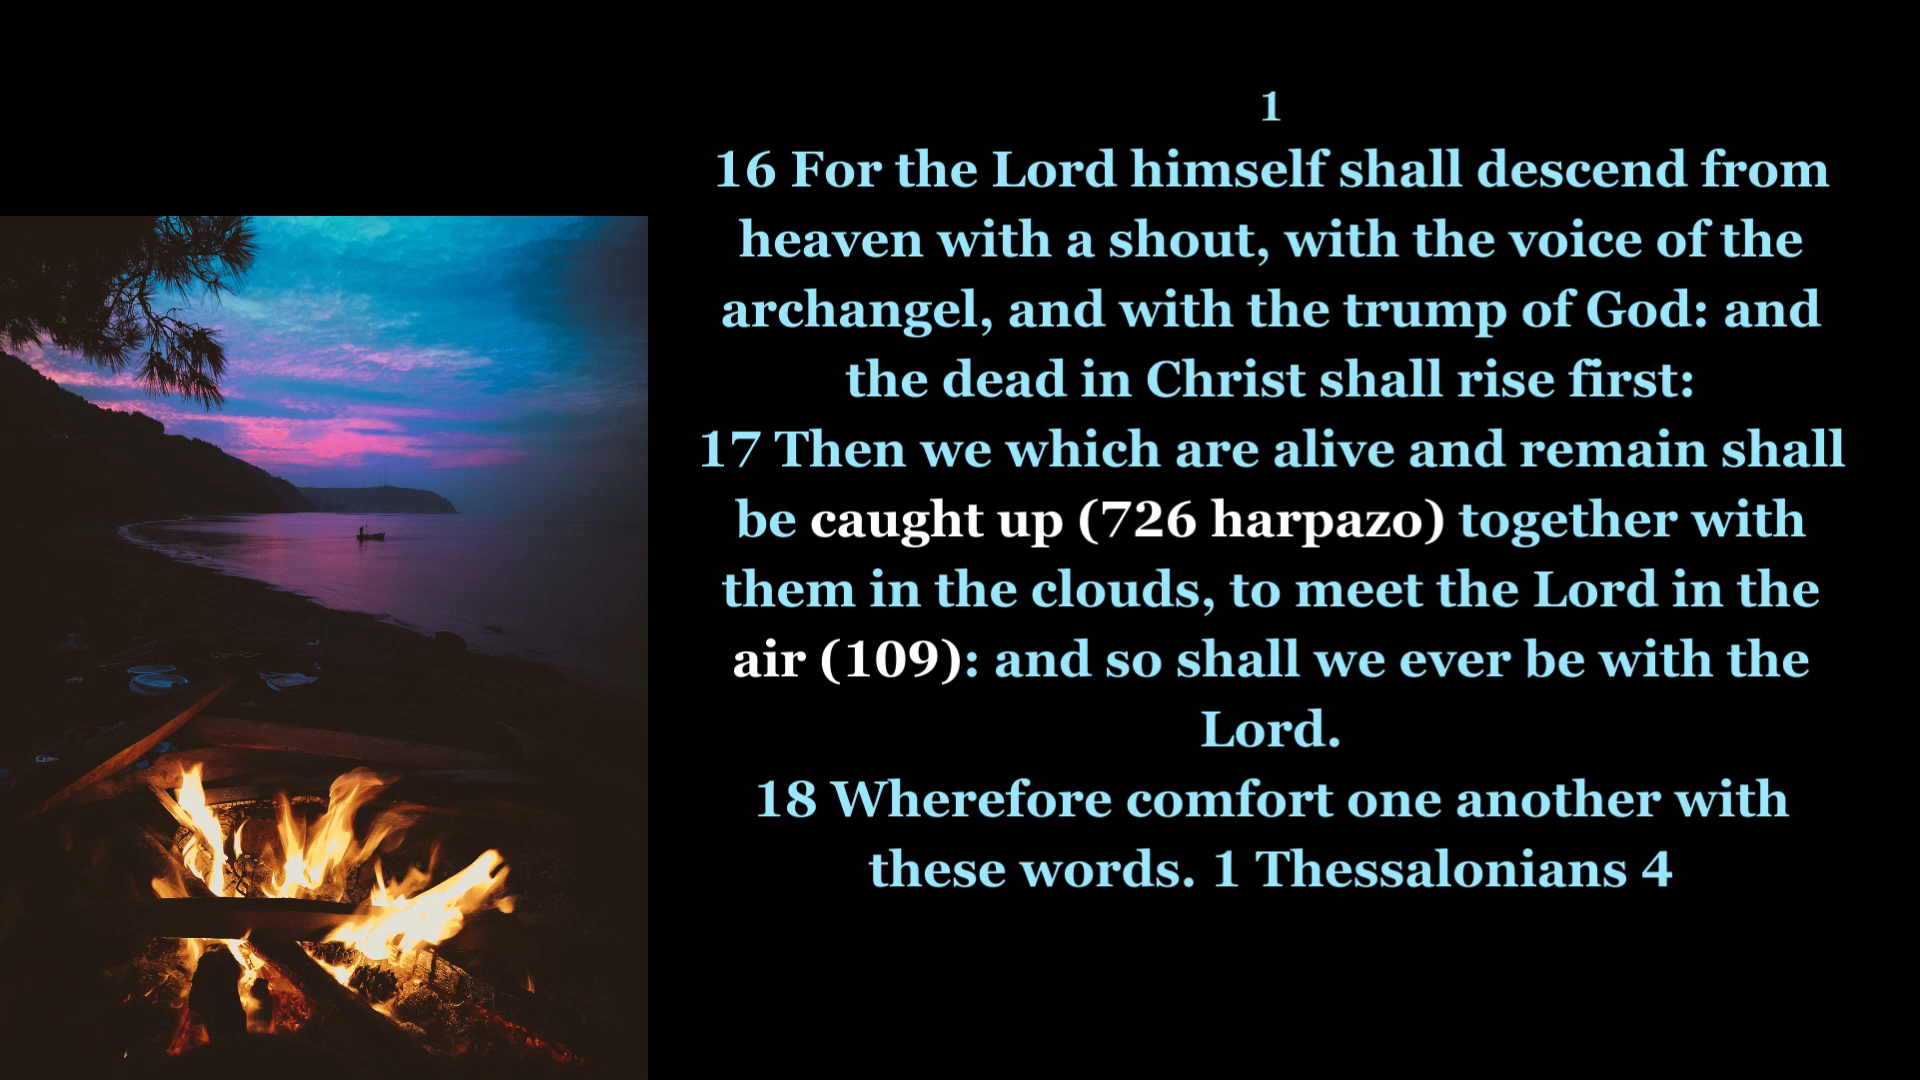 1
16 For the Lord himself shall descend from
heaven with a shout, with the voice of the
archangel, and with the trump of God: and
the dead in Christ shall rise first:
17 Then we which are alive and remain shall
be caught up (726 harpazo) together with
them in the clouds, to meet the Lord in the
air (109): and so shall we ever be with the
Lord.
18 Wherefore comfort one another with
these words. 1 Thessalonians 4